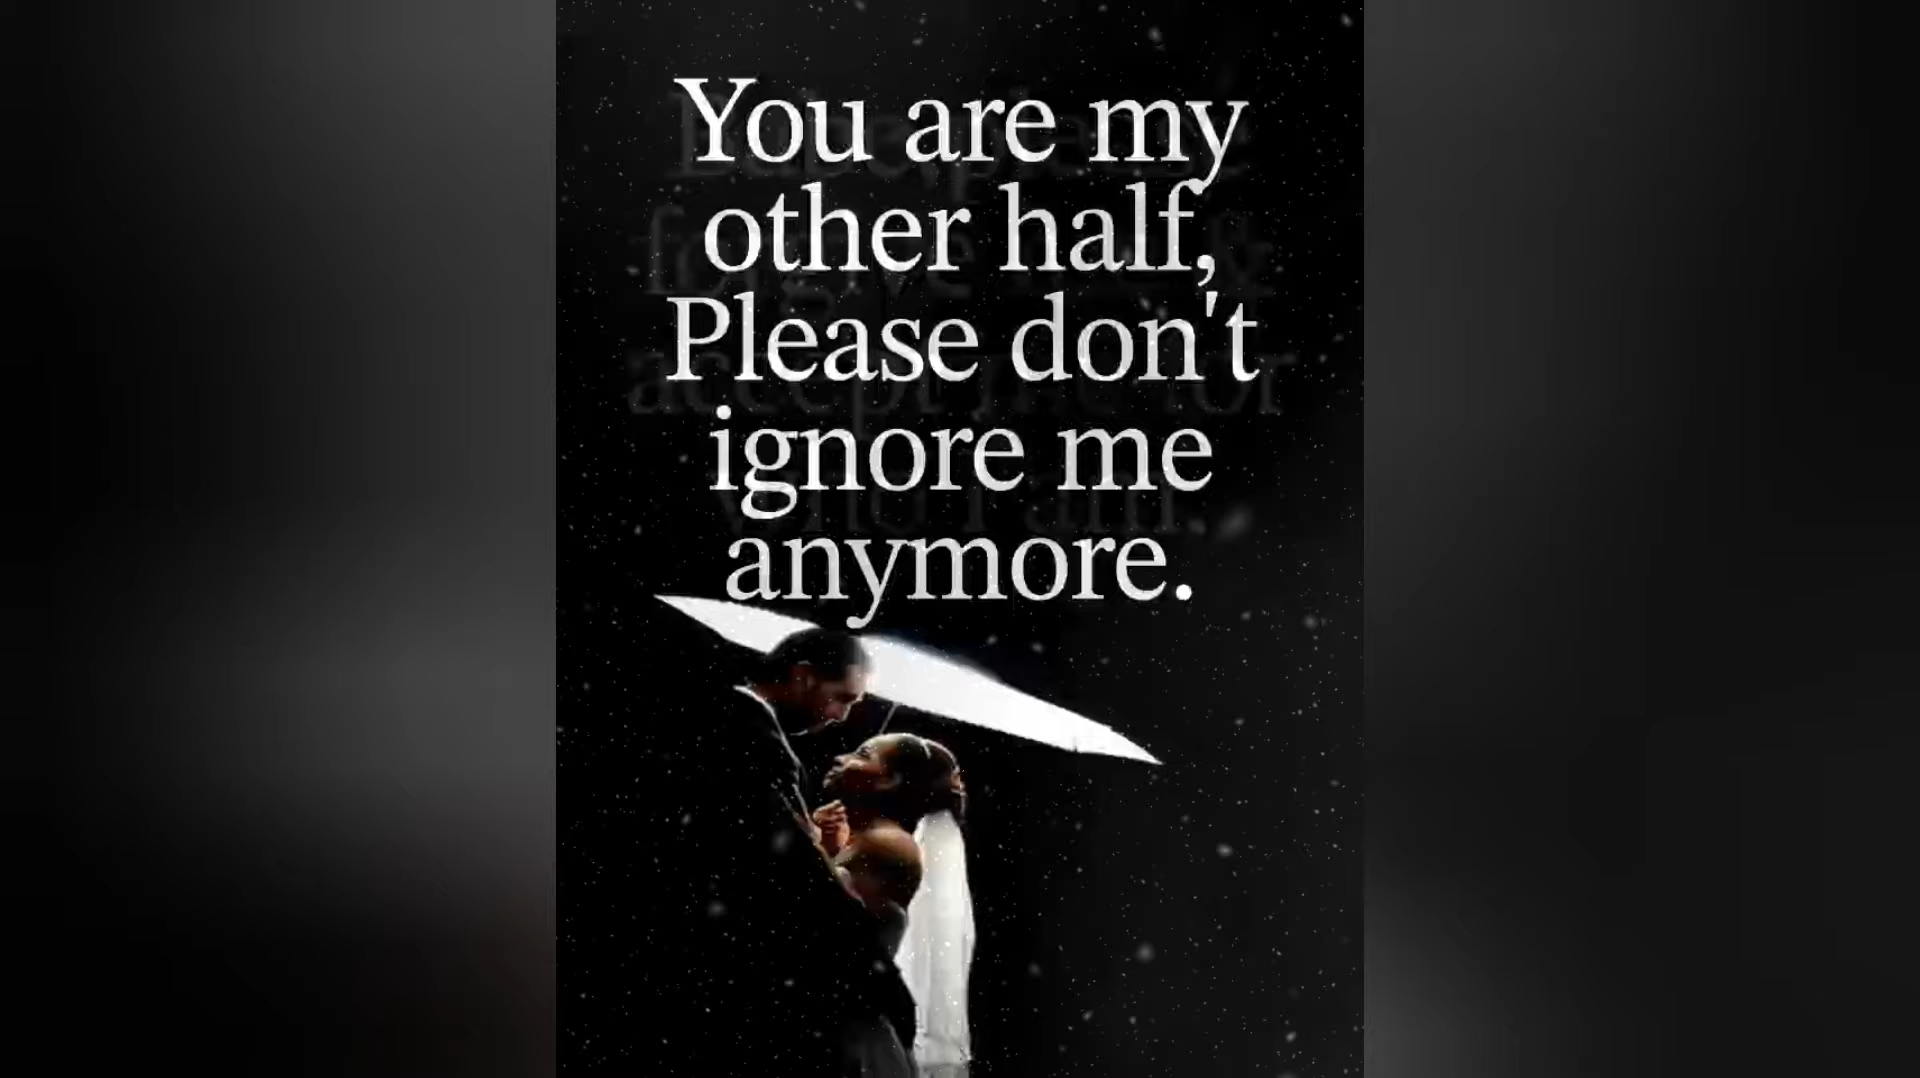 You are my
other half,
Please don't
ignore me
anymore.